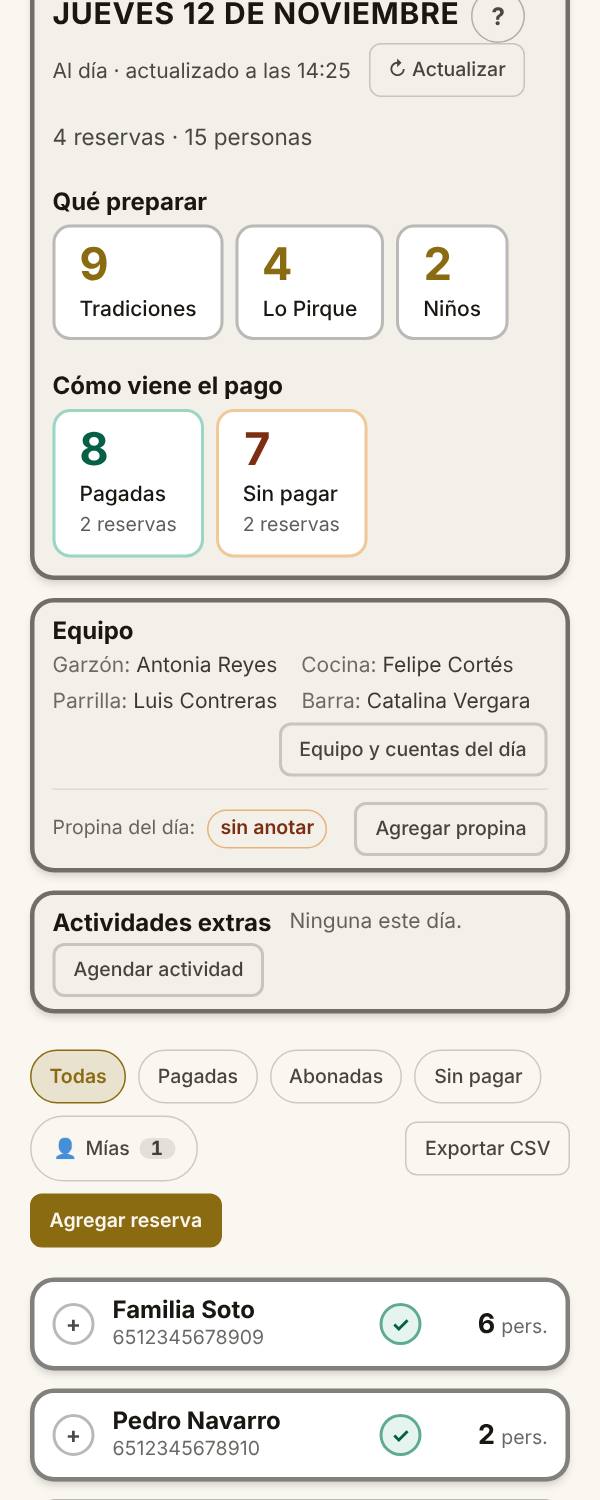 JUEVES 12 DE NOVIEMBRE ?
Al día · actualizado a las 14:25 ↻ Actualizar
4 reservas · 15 personas
Qué preparar
9 4 2
Tradiciones Lo Pirque Niños
Cómo viene el pago
8 7
Pagadas Sin pagar
2 reservas 2 reservas
Equipo
Garzón: Antonia Reyes Cocina: Felipe Cortés
Parrilla: Luis Contreras Barra: Catalina Vergara
Equipo y cuentas del día
Propina del día: sin anotar Agregar propina
Actividades extras Ninguna este día.
Agendar actividad
Todas Pagadas Abonadas Sin pagar
👤 Mías 1 Exportar CSV
Agregar reserva
+ Familia Soto ✓ 6 pers.
6512345678909
+ Pedro Navarro ✓ 2 pers.
6512345678910